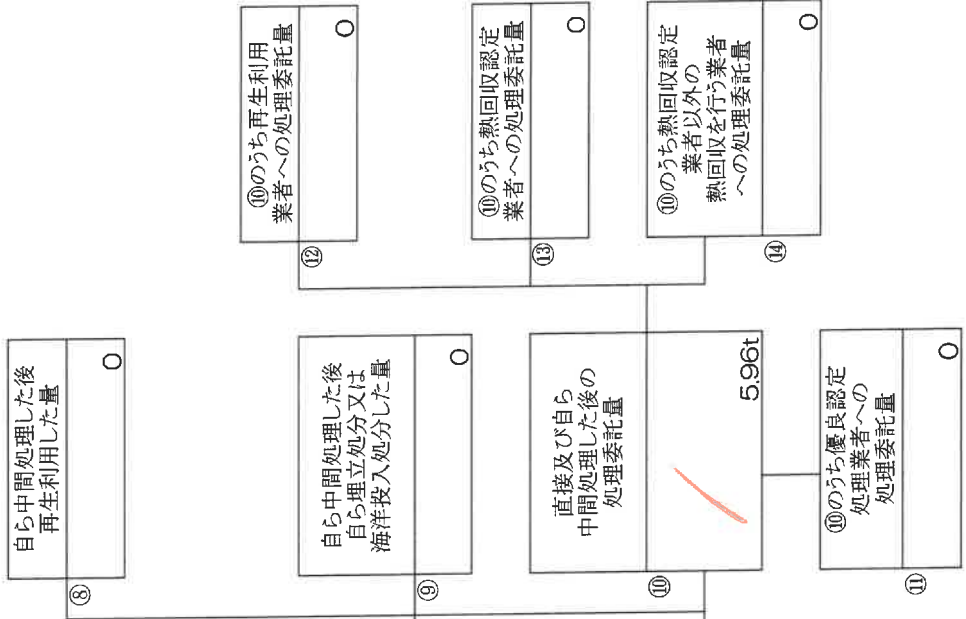 ⑧
自ら中間処理した後
再生利用した量
0
⑨
自ら中間処理した後
自ら埋立処分又は
海洋投入処分した量
0
⑩
直接及び自ら
中間処理した後の
処理委託量
5.96t
⑪
⑩のうち優良認定
処理業者への
処理委託量
0
⑫
⑩のうち再生利用
業者への処理委託量
0
⑬
⑩のうち熱回収認定
業者への処理委託量
0
⑭
⑩のうち熱回収認定
業者以外の
熱回収を行う業者
への処理委託量
0